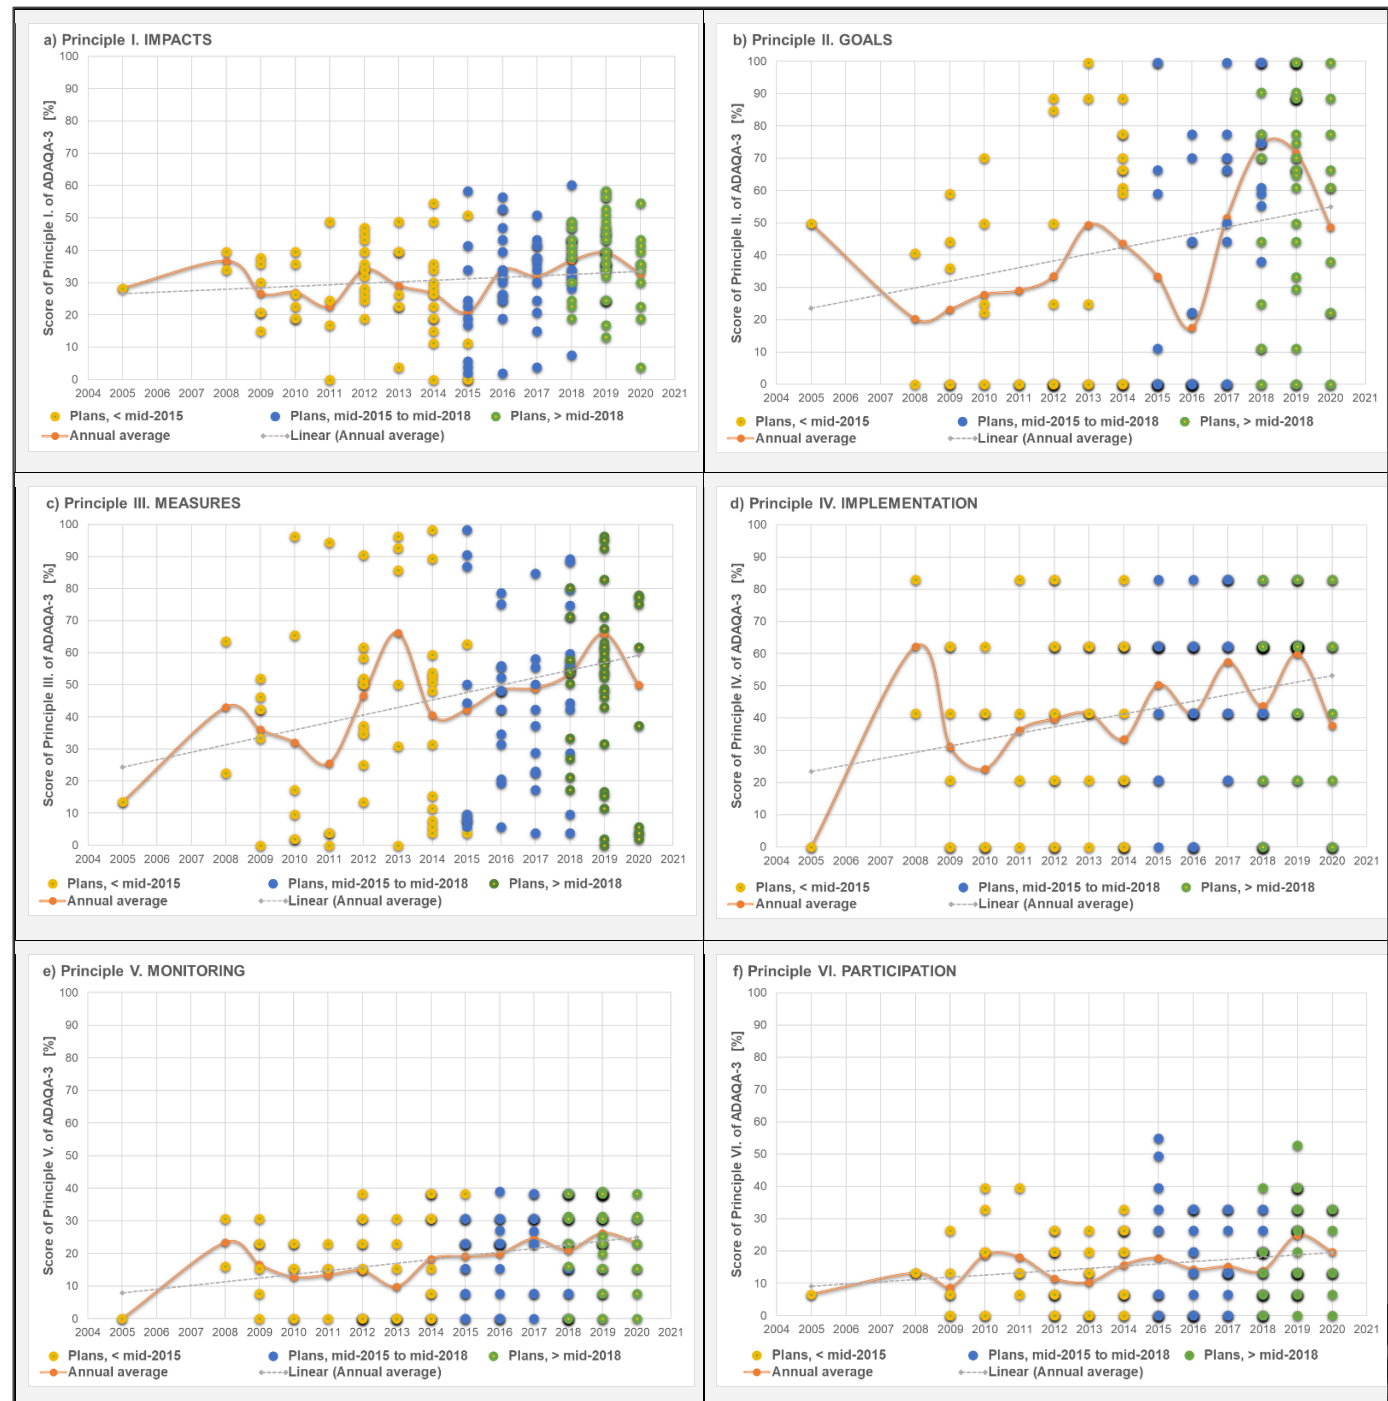 a) Principle I. IMPACTS
Score of Principle I. of ADAQA-3 [%]
100
90
80
70
60
50
40
30
20
10
0
2004 2005 2006 2007 2008 2009 2010 2011 2012 2013 2014 2015 2016 2017 2018 2019 2020 2021
Plans, < mid-2015 Plans, mid-2015 to mid-2018 Plans, > mid-2018
Annual average Linear (Annual average)
b) Principle II. GOALS
Score of Principle II. of ADAQA-3 [%]
100
90
80
70
60
50
40
30
20
10
0
2004 2005 2006 2007 2008 2009 2010 2011 2012 2013 2014 2015 2016 2017 2018 2019 2020 2021
Plans, < mid-2015 Plans, mid-2015 to mid-2018 Plans, > mid-2018
Annual average Linear (Annual average)
c) Principle III. MEASURES
Score of Principle III. of ADAQA-3 [%]
100
90
80
70
60
50
40
30
20
10
0
2004 2005 2006 2007 2008 2009 2010 2011 2012 2013 2014 2015 2016 2017 2018 2019 2020 2021
Plans, < mid-2015 Plans, mid-2015 to mid-2018 Plans, > mid-2018
Annual average Linear (Annual average)
d) Principle IV. IMPLEMENTATION
Score of Principle IV. of ADAQA-3 [%]
100
90
80
70
60
50
40
30
20
10
0
2004 2005 2006 2007 2008 2009 2010 2011 2012 2013 2014 2015 2016 2017 2018 2019 2020 2021
Plans, < mid-2015 Plans, mid-2015 to mid-2018 Plans, > mid-2018
Annual average Linear (Annual average)
e) Principle V. MONITORING
Score of Principle V. of ADAQA-3 [%]
100
90
80
70
60
50
40
30
20
10
0
2004 2005 2006 2007 2008 2009 2010 2011 2012 2013 2014 2015 2016 2017 2018 2019 2020 2021
Plans, < mid-2015 Plans, mid-2015 to mid-2018 Plans, > mid-2018
Annual average Linear (Annual average)
f) Principle VI. PARTICIPATION
Score of Principle VI. of ADAQA-3 [%]
100
90
80
70
60
50
40
30
20
10
0
2004 2005 2006 2007 2008 2009 2010 2011 2012 2013 2014 2015 2016 2017 2018 2019 2020 2021
Plans, < mid-2015 Plans, mid-2015 to mid-2018 Plans, > mid-2018
Annual average Linear (Annual average)